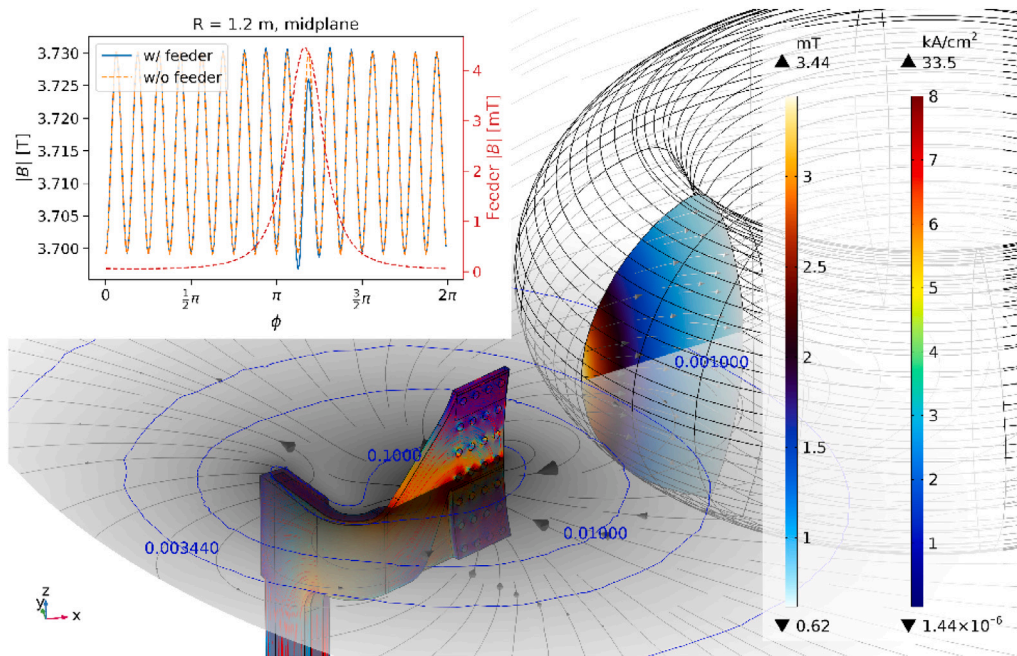 R = 1.2 m, midplane
w/ feeder
w/o feeder
3.730
3.725
3.720
3.715
3.710
3.705
3.700
|B| [T]
4
3
2
1
0
Feeder |B| [mT]
0
½π
π
3/2π
2π
ϕ
mT
▲ 3.44
3
2.5
2
1.5
1
▼ 0.62
kA/cm²
▲ 33.5
8
7
6
5
4
3
2
1
▼ 1.44×10⁻⁶
0.001000
0.1000
0.01000
0.003440
z
y
x